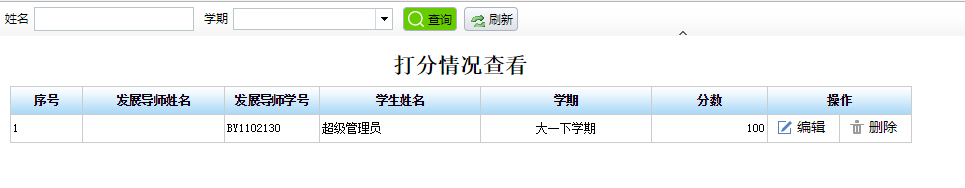 姓名 学期 查询 刷新
打分情况查看
序号 发展导师姓名 发展导师学号 学生姓名 学期 分数 操作
1 BY1102130 超级管理员 大一下学期 100 编辑 删除